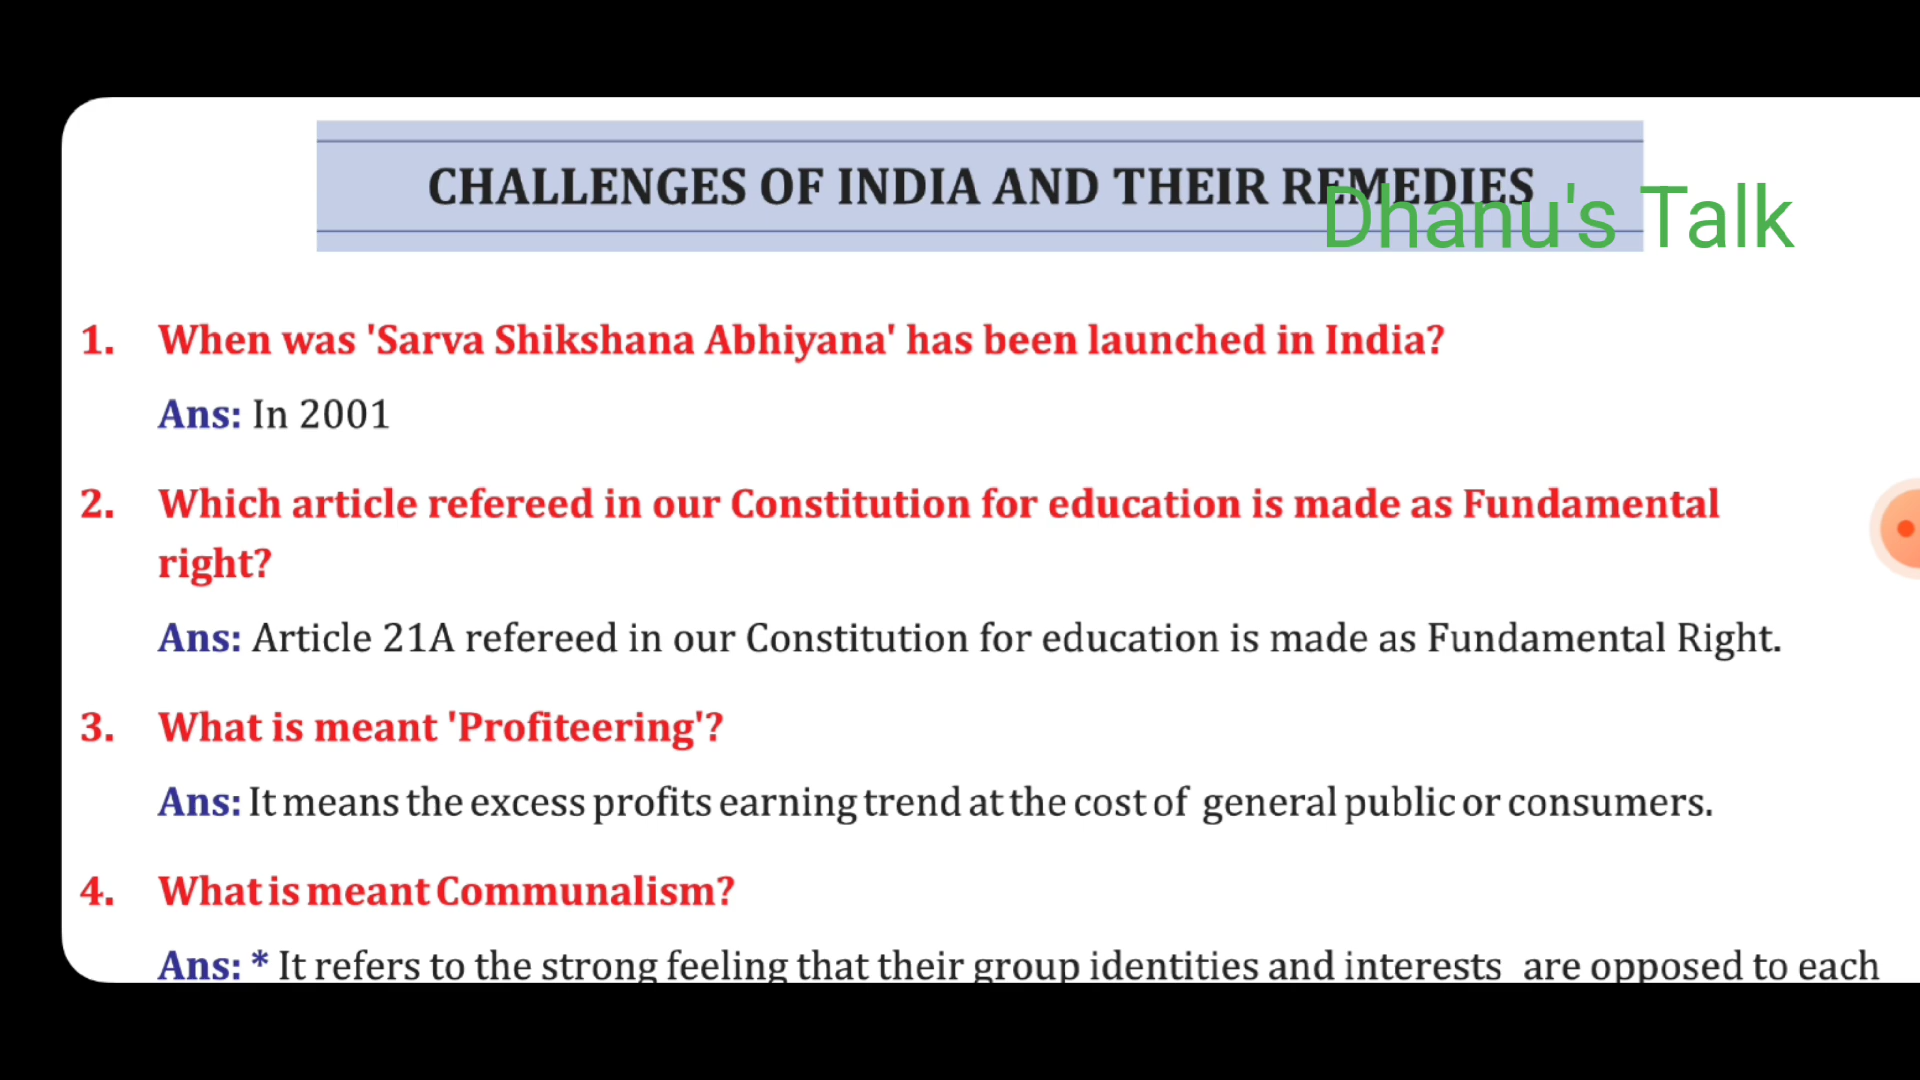 CHALLENGES OF INDIA AND THEIR REMEDIES
Dhanu's Talk
1. When was 'Sarva Shikshana Abhiyana' has been launched in India?
Ans: In 2001
2. Which article refereed in our Constitution for education is made as Fundamental
right?
Ans: Article 21A refereed in our Constitution for education is made as Fundamental Right.
3. What is meant 'Profiteering'?
Ans: It means the excess profits earning trend at the cost of general public or consumers.
4. What is meant Communalism?
Ans: * It refers to the strong feeling that their group identities and interests are opposed to each